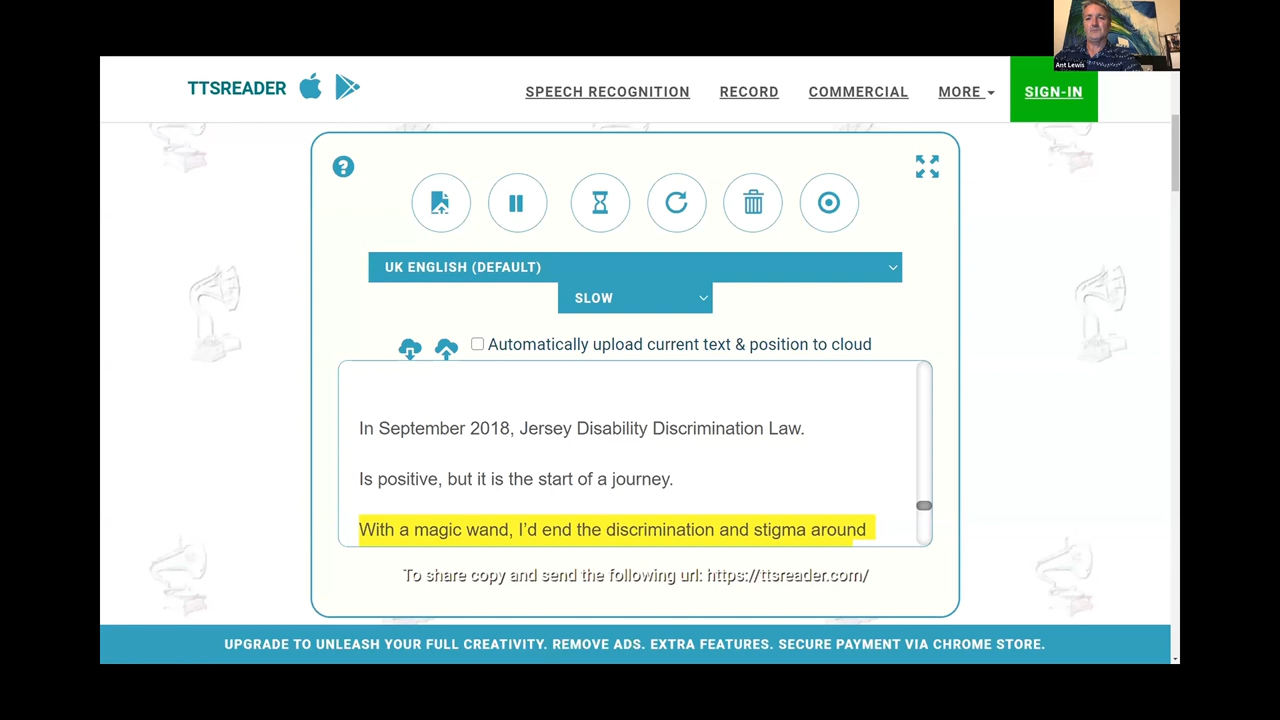 Ant Lewis
TTSREADER
SPEECH RECOGNITION RECORD COMMERCIAL MORE SIGN-IN
?
UK ENGLISH (DEFAULT)
SLOW
Automatically upload current text & position to cloud
In September 2018, Jersey Disability Discrimination Law.
Is positive, but it is the start of a journey.
With a magic wand, I’d end the discrimination and stigma around
To share copy and send the following url: https://ttsreader.com/
UPGRADE TO UNLEASH YOUR FULL CREATIVITY. REMOVE ADS. EXTRA FEATURES. SECURE PAYMENT VIA CHROME STORE.